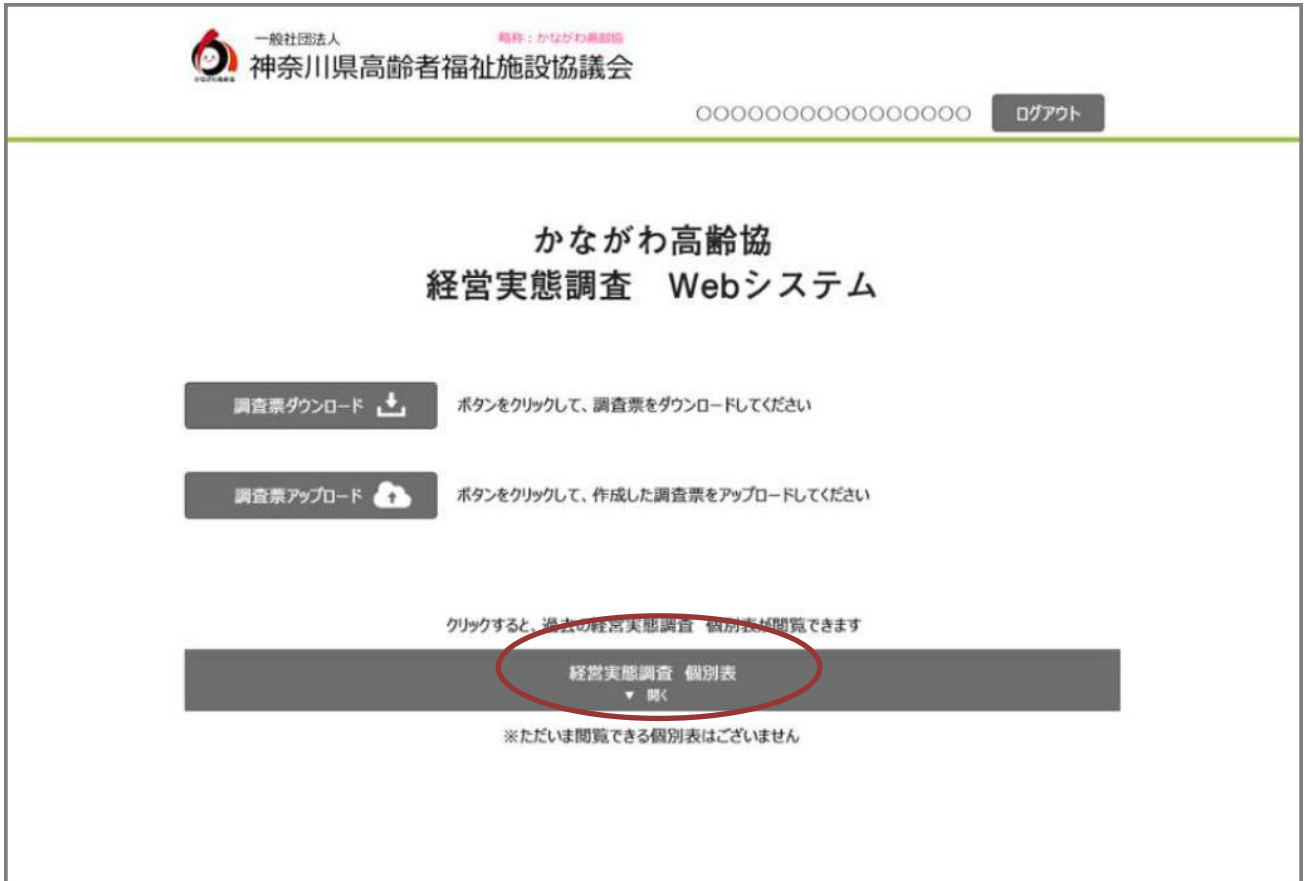 一般社団法人
略称：かながわ高齢協
神奈川県高齢者福祉施設協議会
かながわ高齢協
○○○○○○○○○○○○○○○○
ログアウト
かながわ高齢協
経営実態調査 Webシステム
調査票ダウンロード
ボタンをクリックして、調査票をダウンロードしてください
調査票アップロード
ボタンをクリックして、作成した調査票をアップロードしてください
クリックすると、過去の経営実態調査 個別表が閲覧できます
経営実態調査 個別表
▼ 開く
※ただいま閲覧できる個別表はございません